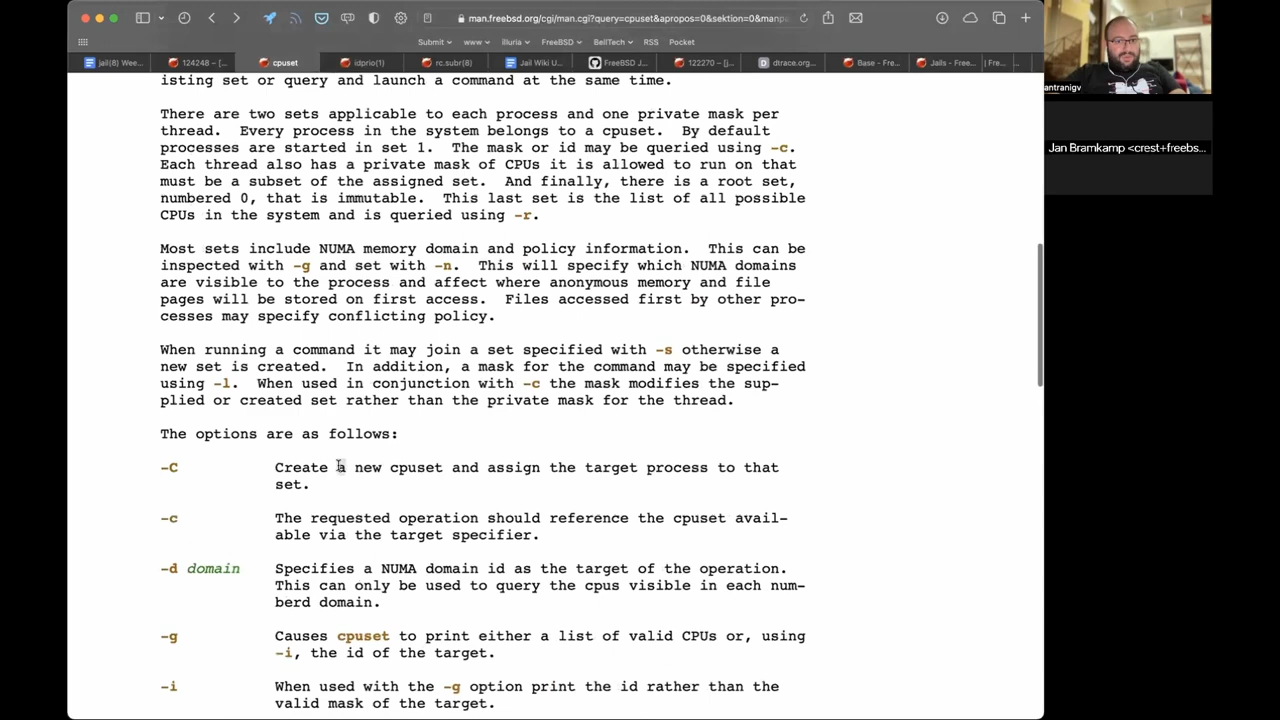 man.freebsd.org/cgi/man.cgi?query=cpuset&apropos=0&sektion=0&manpa
Submit
www
illuria
FreeBSD
BellTech
RSS
Pocket
jail(8) Wee...
124248 – [...
cpuset
idprio(1)
rc.subr(8)
Jail Wiki U...
FreeBSD J...
122270 – [j...
dtrace.org...
Base - Fre...
Jails - Free...
| Fre...
isting set or query and launch a command at the same time.
There are two sets applicable to each process and one private mask per
thread. Every process in the system belongs to a cpuset. By default
processes are started in set 1. The mask or id may be queried using -c.
Each thread also has a private mask of CPUs it is allowed to run on that
must be a subset of the assigned set. And finally, there is a root set,
numbered 0, that is immutable. This last set is the list of all possible
CPUs in the system and is queried using -r.
Most sets include NUMA memory domain and policy information. This can be
inspected with -g and set with -n. This will specify which NUMA domains
are visible to the process and affect where anonymous memory and file
pages will be stored on first access. Files accessed first by other pro-
cesses may specify conflicting policy.
When running a command it may join a set specified with -s otherwise a
new set is created. In addition, a mask for the command may be specified
using -l. When used in conjunction with -c the mask modifies the sup-
plied or created set rather than the private mask for the thread.
The options are as follows:
-C Create a new cpuset and assign the target process to that
set.
-c The requested operation should reference the cpuset avail-
able via the target specifier.
-d domain Specifies a NUMA domain id as the target of the operation.
This can only be used to query the cpus visible in each num-
berd domain.
-g Causes cpuset to print either a list of valid CPUs or, using
-i, the id of the target.
-i When used with the -g option print the id rather than the
valid mask of the target.
antranigv
Jan Bramkamp <crest+freebs...